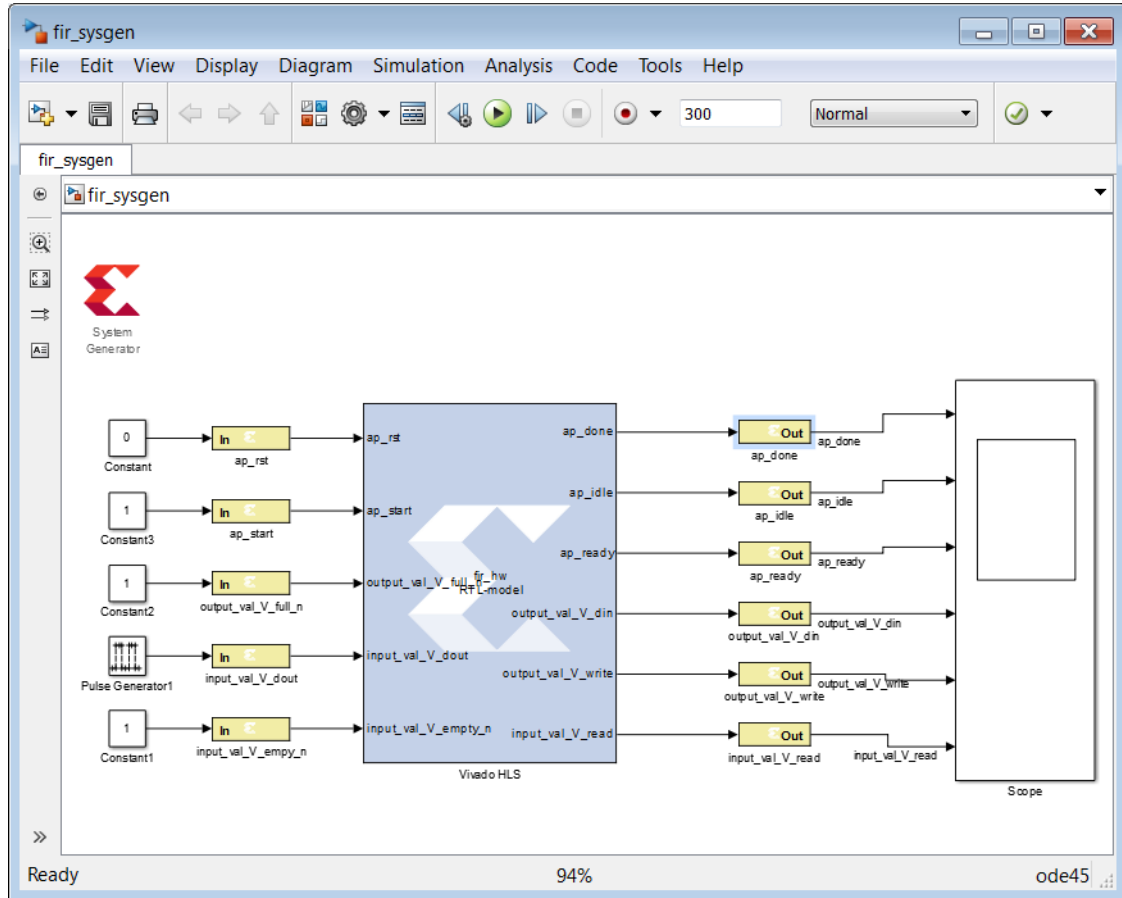 fir_sysgen
File Edit View Display Diagram Simulation Analysis Code Tools Help
300 Normal
fir_sysgen
fir_sysgen
System
Generator
0
Constant
In
ap_rst
ap_rst
1
Constant3
In
ap_start
ap_start
1
Constant2
In
output_val_V_full_n
output_val_V_full_n
Pulse Generator1
In
input_val_V_dout
input_val_V_dout
1
Constant1
In
input_val_V_empy_n
input_val_V_empty_n
fir_hw
RTL-model
Vivado HLS
ap_done
Out
ap_done
ap_done
ap_idle
Out
ap_idle
ap_idle
ap_ready
Out
ap_ready
ap_ready
output_val_V_din
Out
output_val_V_din
output_val_V_din
output_val_V_write
Out
output_val_V_write
output_val_V_write
input_val_V_read
Out
input_val_V_read
input_val_V_read
Scope
Ready 94% ode45